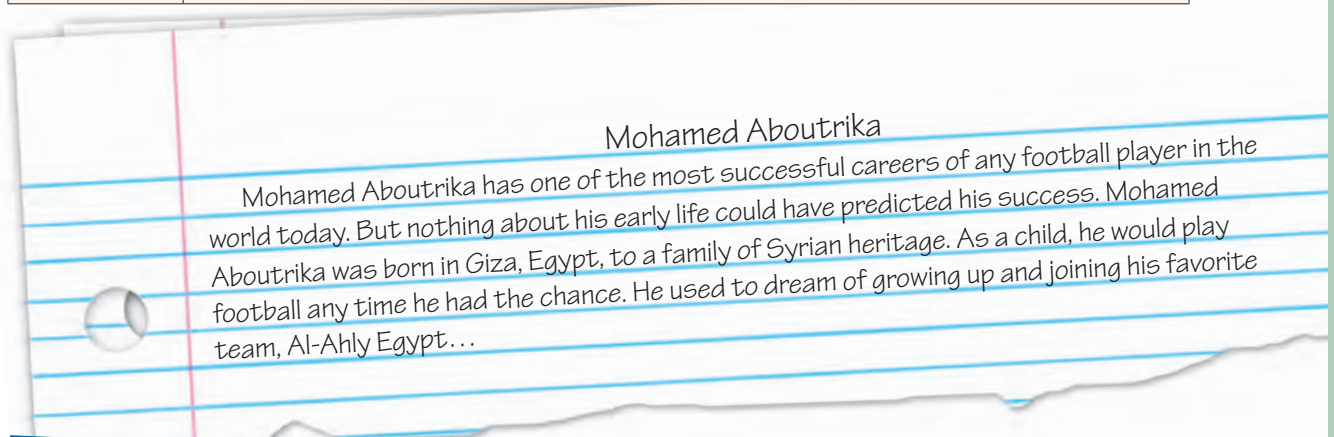 Mohamed Aboutrika
Mohamed Aboutrika has one of the most successful careers of any football player in the
world today. But nothing about his early life could have predicted his success. Mohamed
Aboutrika was born in Giza, Egypt, to a family of Syrian heritage. As a child, he would play
football any time he had the chance. He used to dream of growing up and joining his favorite
team, Al-Ahly Egypt…